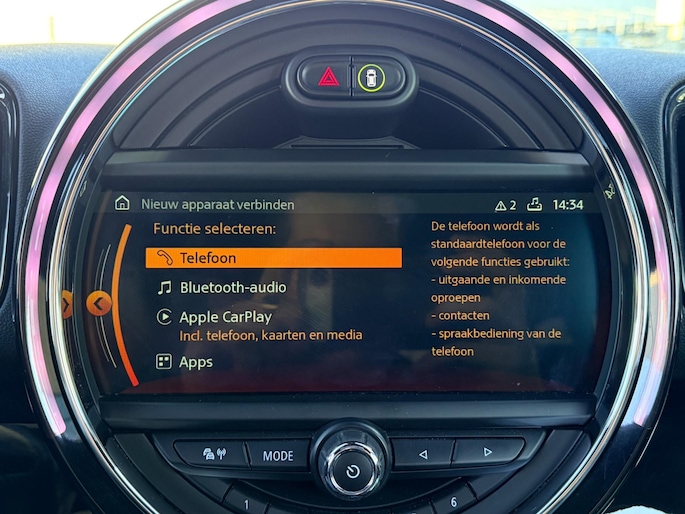 Nieuw apparaat verbinden
2
14:34
Functie selecteren:
Telefoon
Bluetooth-audio
Apple CarPlay
Incl. telefoon, kaarten en media
Apps
De telefoon wordt als
standaardtelefoon voor de
volgende functies gebruikt:
- uitgaande en inkomende
oproepen
- contacten
- spraakbediening van de
telefoon
MODE
1
6